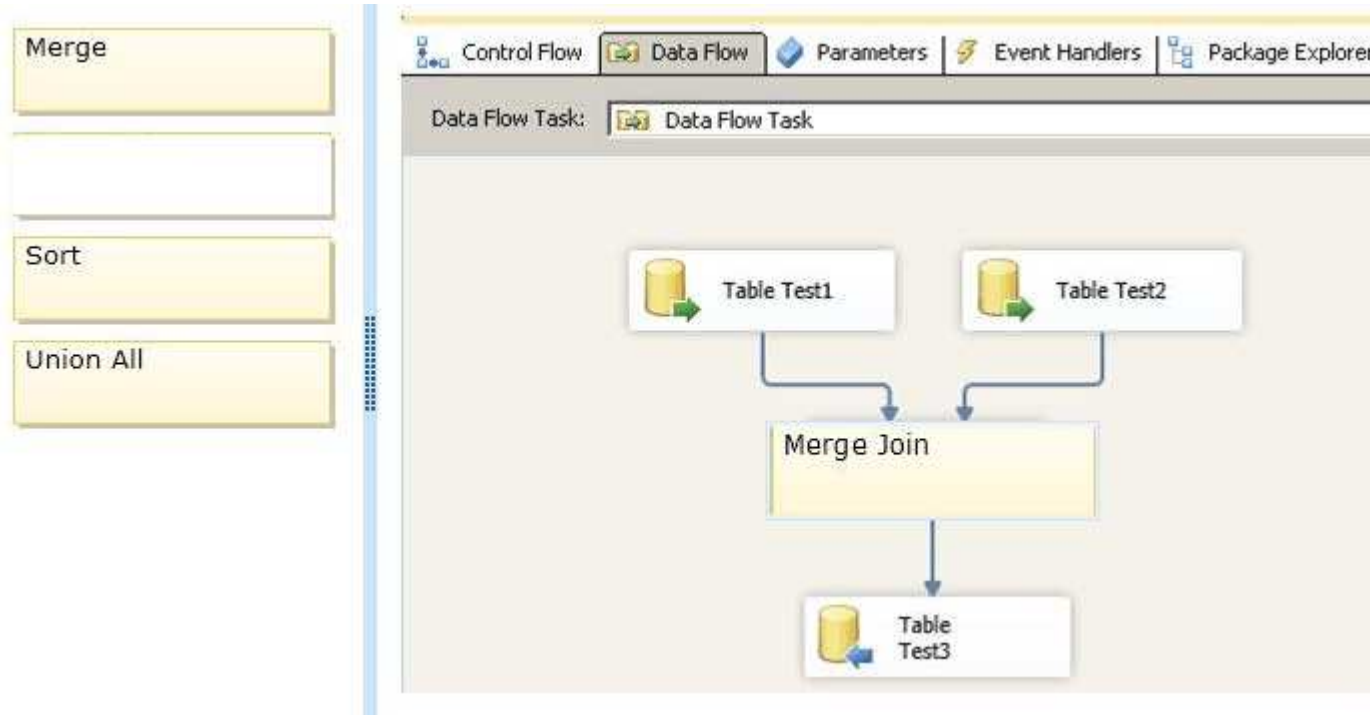 Merge
Sort
Union All
Control Flow
Data Flow
Parameters
Event Handlers
Package Explorer
Data Flow Task:
Data Flow Task
Table Test1
Table Test2
Merge Join
Table
Test3